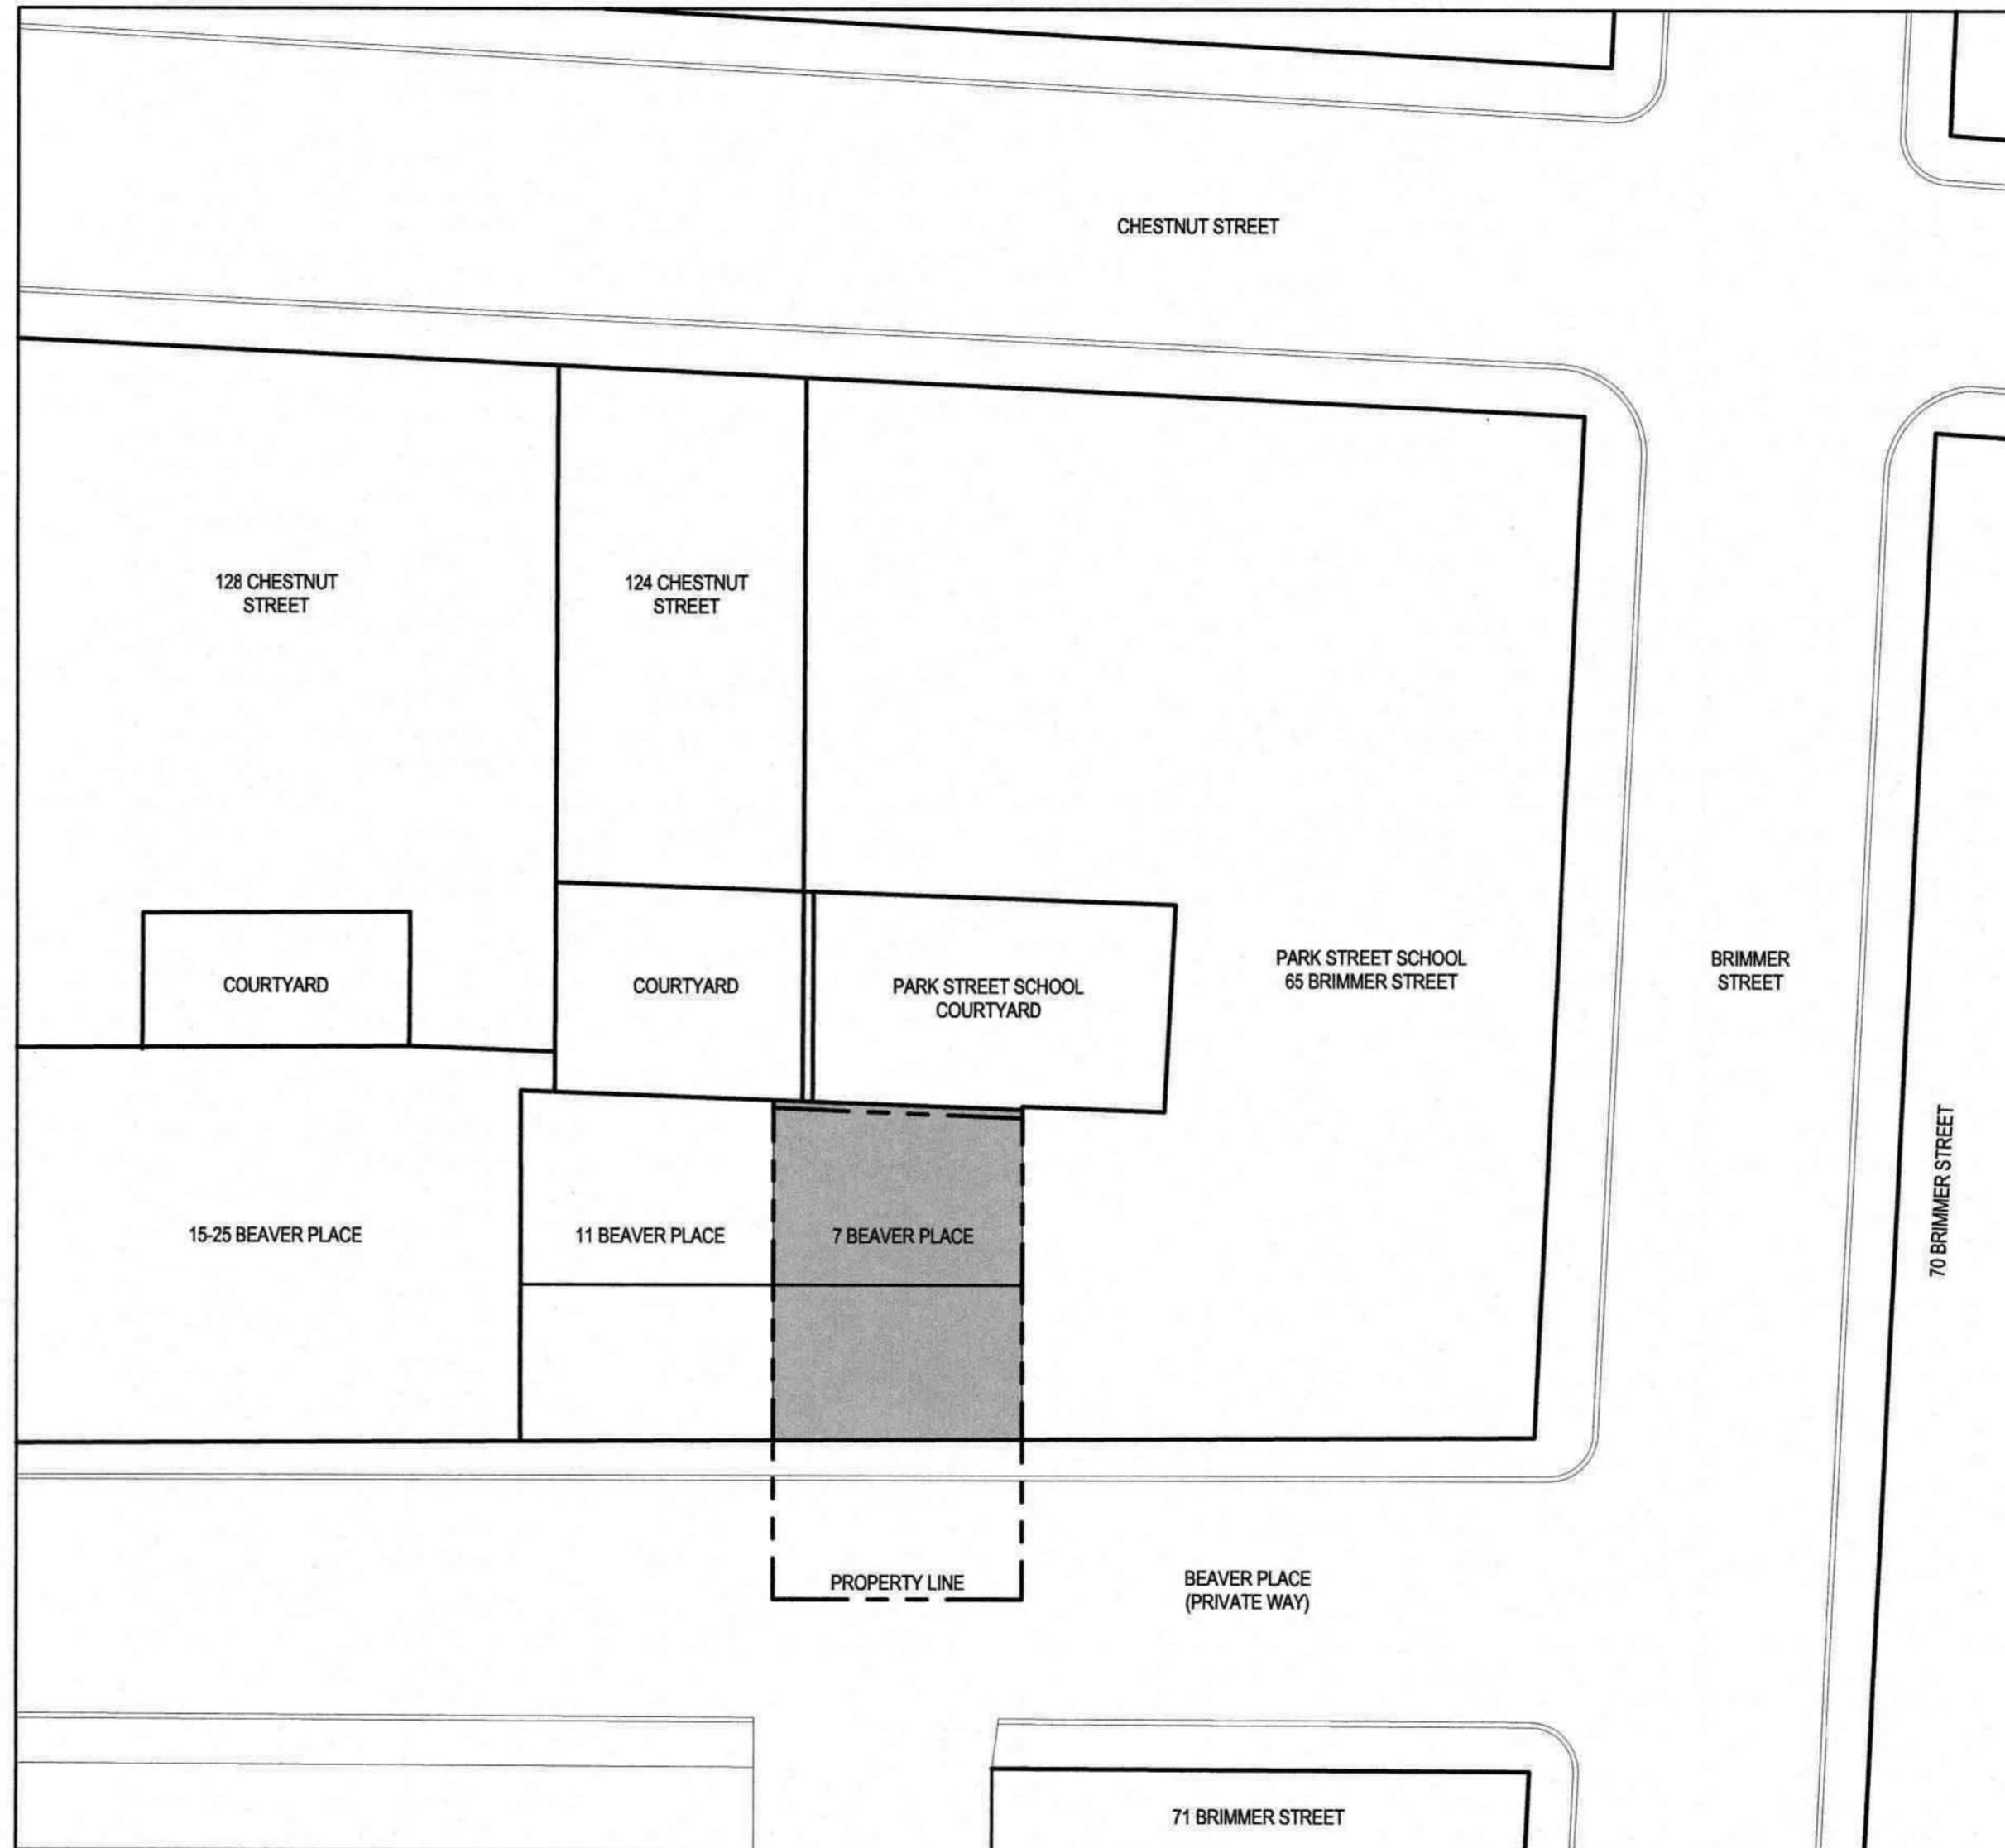 CHESTNUT STREET
128 CHESTNUT
STREET
124 CHESTNUT
STREET
COURTYARD
COURTYARD
PARK STREET SCHOOL
COURTYARD
PARK STREET SCHOOL
65 BRIMMER STREET
BRIMMER
STREET
70 BRIMMER STREET
15-25 BEAVER PLACE
11 BEAVER PLACE
7 BEAVER PLACE
PROPERTY LINE
BEAVER PLACE
(PRIVATE WAY)
71 BRIMMER STREET